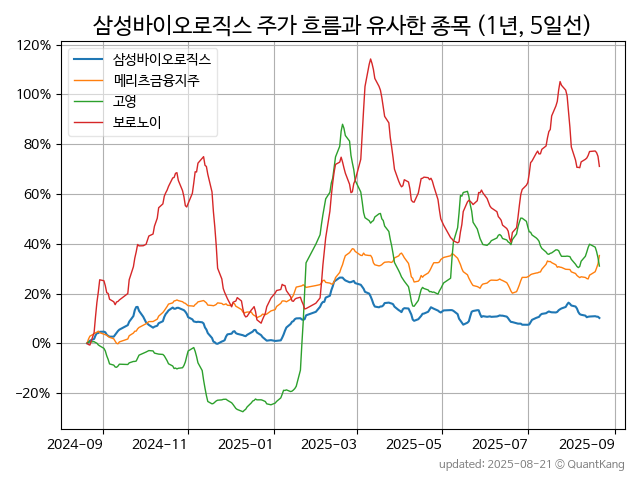 삼성바이오로직스 주가 흐름과 유사한 종목 (1년, 5일선)
120%
100%
80%
60%
40%
20%
0%
−20%
삼성바이오로직스
메리츠금융지주
고영
보로노이
2024-09
2024-11
2025-01
2025-03
2025-05
2025-07
2025-09
updated: 2025-08-21 © QuantKang